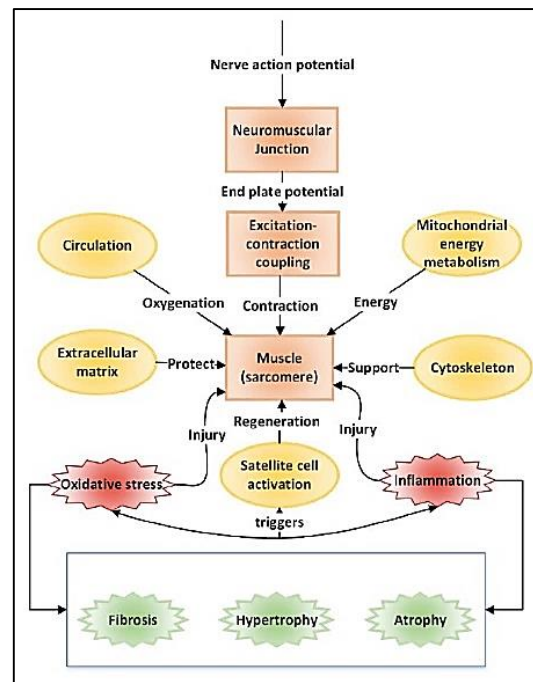 Nerve action potential
Neuromuscular
Junction
End plate potential
Excitation-
contraction
coupling
Circulation
Mitochondrial
energy
metabolism
Oxygenation
Contraction
Energy
Extracellular
matrix
Protect
Muscle
(sarcomere)
Support
Cytoskeleton
Injury
Regeneration
Injury
Oxidative stress
Satellite cell
activation
Inflammation
triggers
Fibrosis
Hypertrophy
Atrophy